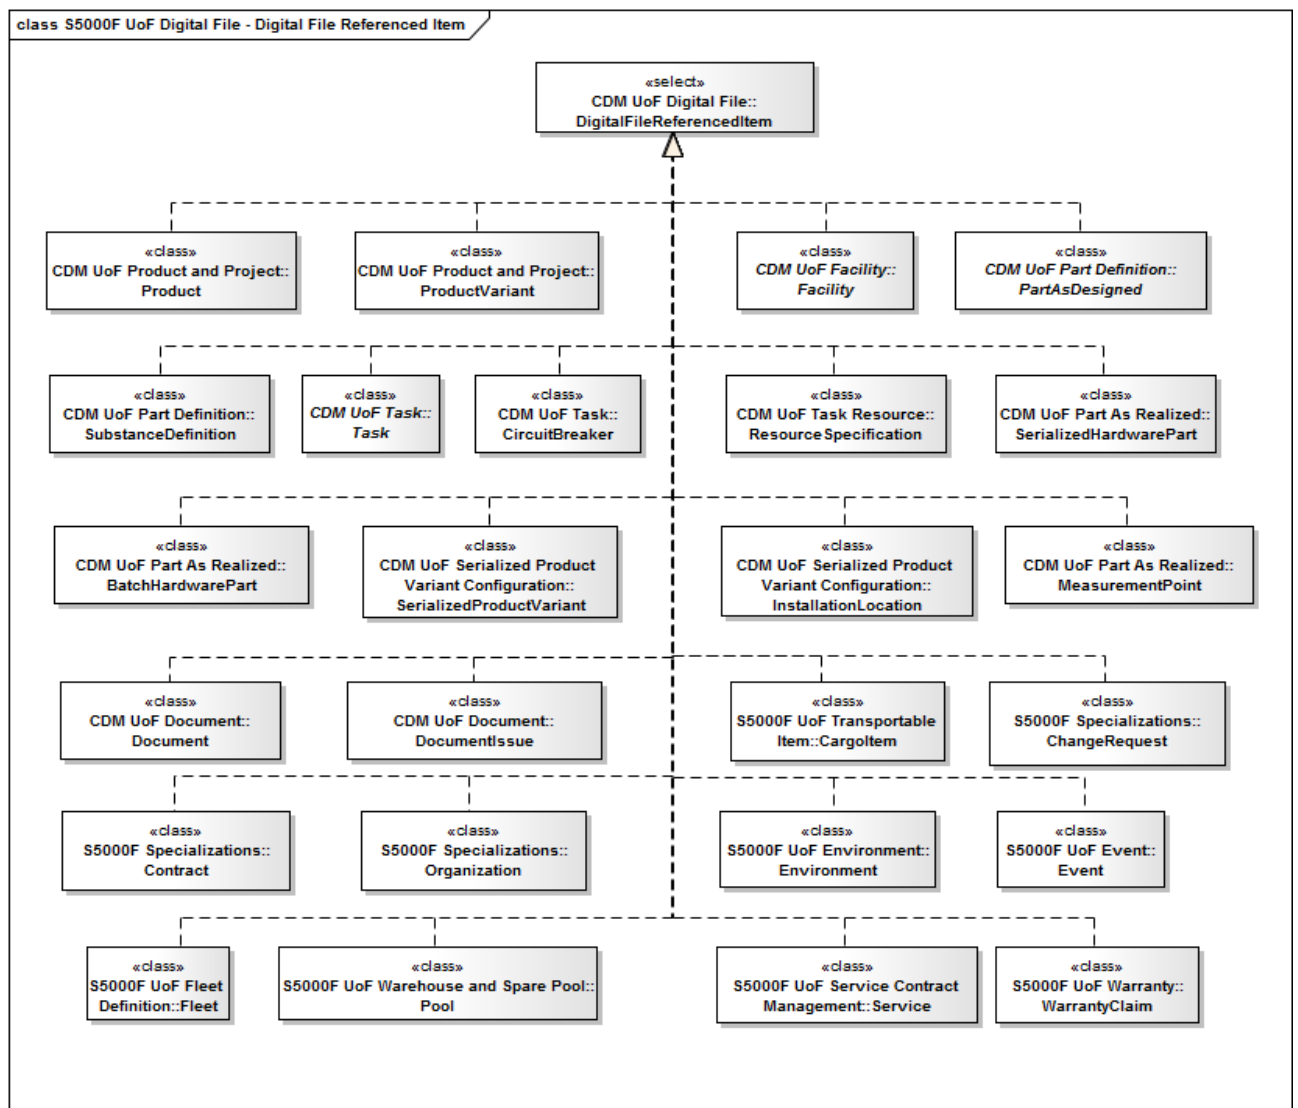 class S5000F UoF Digital File - Digital File Referenced Item
«select»
CDM UoF Digital File::
DigitalFileReferencedItem
«class»
CDM UoF Product and Project::
Product
«class»
CDM UoF Product and Project::
ProductVariant
«class»
CDM UoF Facility::
Facility
«class»
CDM UoF Part Definition::
PartAsDesigned
«class»
CDM UoF Part Definition::
SubstanceDefinition
«class»
CDM UoF Task::
Task
«class»
CDM UoF Task::
CircuitBreaker
«class»
CDM UoF Task Resource::
ResourceSpecification
«class»
CDM UoF Part As Realized::
SerializedHardwarePart
«class»
CDM UoF Part As Realized::
BatchHardwarePart
«class»
CDM UoF Serialized Product
Variant Configuration::
SerializedProductVariant
«class»
CDM UoF Serialized Product
Variant Configuration::
InstallationLocation
«class»
CDM UoF Part As Realized::
MeasurementPoint
«class»
CDM UoF Document::
Document
«class»
CDM UoF Document::
DocumentIssue
«class»
S5000F UoF Transportable
Item::CargoItem
«class»
S5000F Specializations::
ChangeRequest
«class»
S5000F Specializations::
Contract
«class»
S5000F Specializations::
Organization
«class»
S5000F UoF Environment::
Environment
«class»
S5000F UoF Event::
Event
«class»
S5000F UoF Fleet
Definition::Fleet
«class»
S5000F UoF Warehouse and Spare Pool::
Pool
«class»
S5000F UoF Service Contract
Management::Service
«class»
S5000F UoF Warranty::
WarrantyClaim